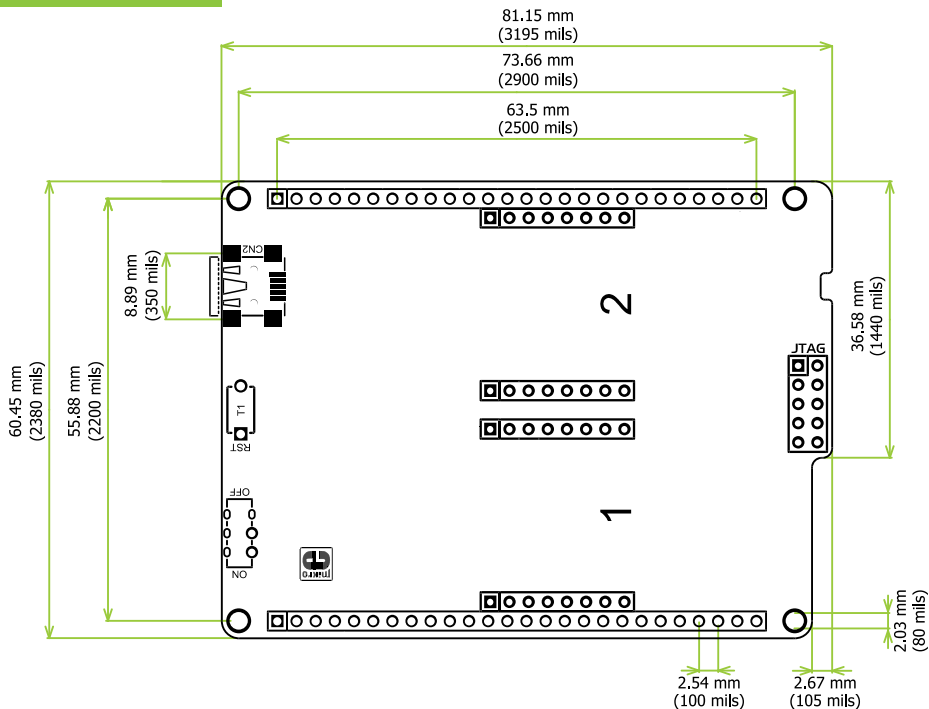 81.15 mm
(3195 mils)
73.66 mm
(2900 mils)
63.5 mm
(2500 mils)
CN2
8.89 mm
(350 mils)
2
36.58 mm
(1440 mils)
JTAG
60.45 mm
(2380 mils)
55.88 mm
(2200 mils)
T1
RST
OFF
1
ON
mikro
2.03 mm
(80 mils)
2.54 mm
(100 mils)
2.67 mm
(105 mils)